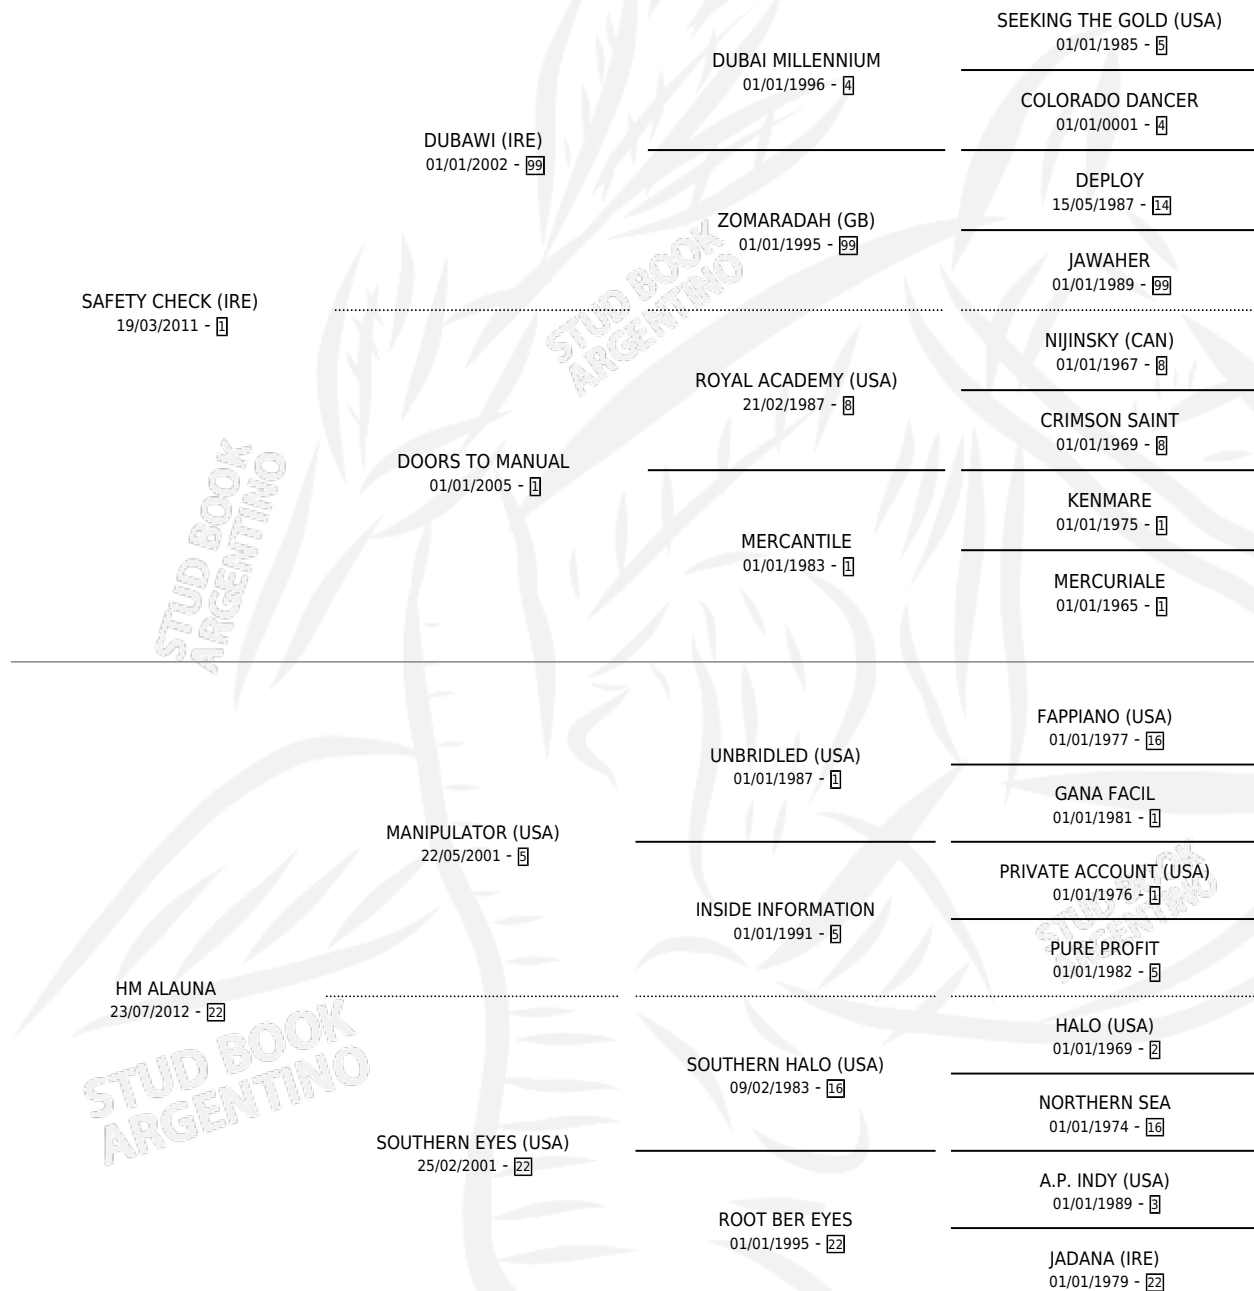 SEEKING THE GOLD (USA)
01/01/1985 - 5
DUBAI MILLENNIUM
01/01/1996 - 4
COLORADO DANCER
01/01/0001 - 4
DUBAWI (IRE)
01/01/2002 - 99
DEPLOY
15/05/1987 - 14
ZOMARADAH (GB)
01/01/1995 - 99
JAWAHER
01/01/1989 - 99
SAFETY CHECK (IRE)
19/03/2011 - 1
STUD BOOK
ARGENTINO
NIJINSKY (CAN)
01/01/1967 - 8
ROYAL ACADEMY (USA)
21/02/1987 - 8
CRIMSON SAINT
01/01/1969 - 8
DOORS TO MANUAL
01/01/2005 - 1
KENMARE
01/01/1975 - 1
MERCANTILE
01/01/1983 - 1
MERCURIALE
01/01/1965 - 1
STUD BOOK
ARGENTINO
FAPPIANO (USA)
01/01/1977 - 16
UNBRIDLED (USA)
01/01/1987 - 1
GANA FACIL
01/01/1981 - 1
MANIPULATOR (USA)
22/05/2001 - 5
PRIVATE ACCOUNT (USA)
01/01/1976 - 1
INSIDE INFORMATION
01/01/1991 - 5
STUD BOOK
ARGENTINO
PURE PROFIT
01/01/1982 - 5
HM ALAUNA
23/07/2012 - 22
HALO (USA)
01/01/1969 - 2
SOUTHERN HALO (USA)
09/02/1983 - 16
STUD BOOK
ARGENTINO
NORTHERN SEA
01/01/1974 - 16
SOUTHERN EYES (USA)
25/02/2001 - 22
A.P. INDY (USA)
01/01/1989 - 3
ROOT BER EYES
01/01/1995 - 22
JADANA (IRE)
01/01/1979 - 22